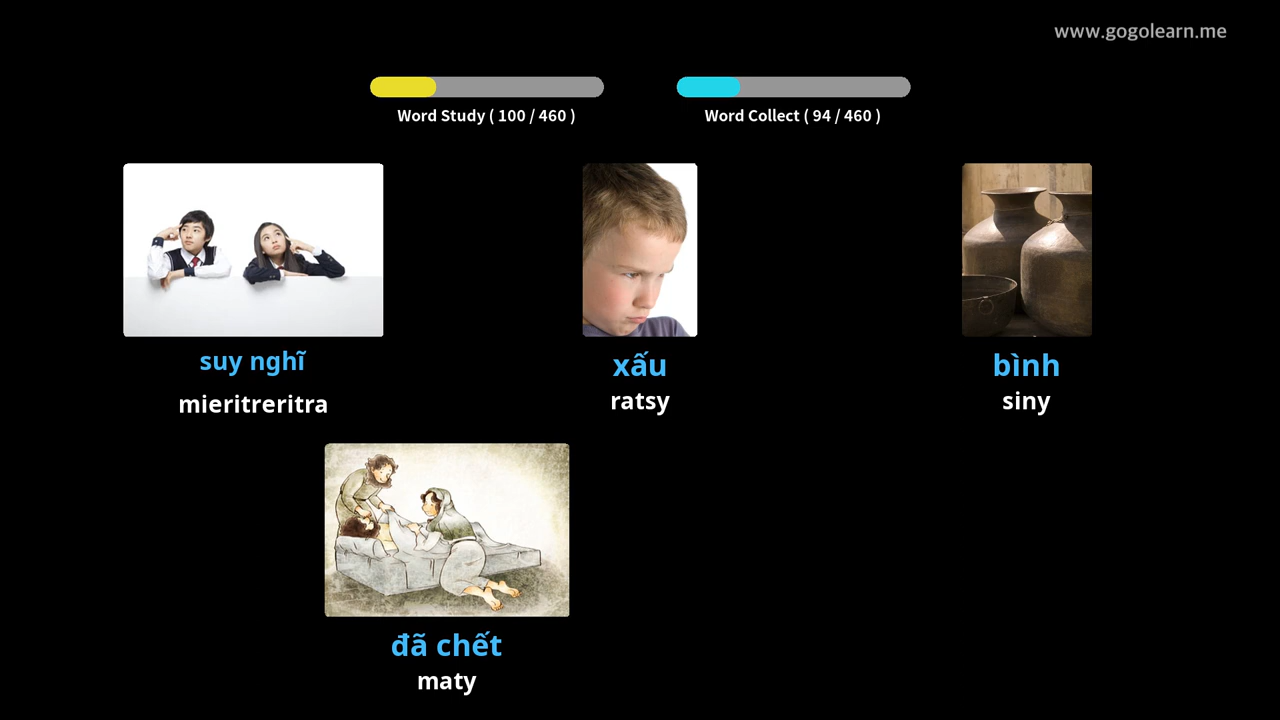 www.gogolearn.me
Word Study ( 100 / 460 )
Word Collect ( 94 / 460 )
suy nghĩ
mieritreritra
xấu
ratsy
bình
siny
đã chết
maty